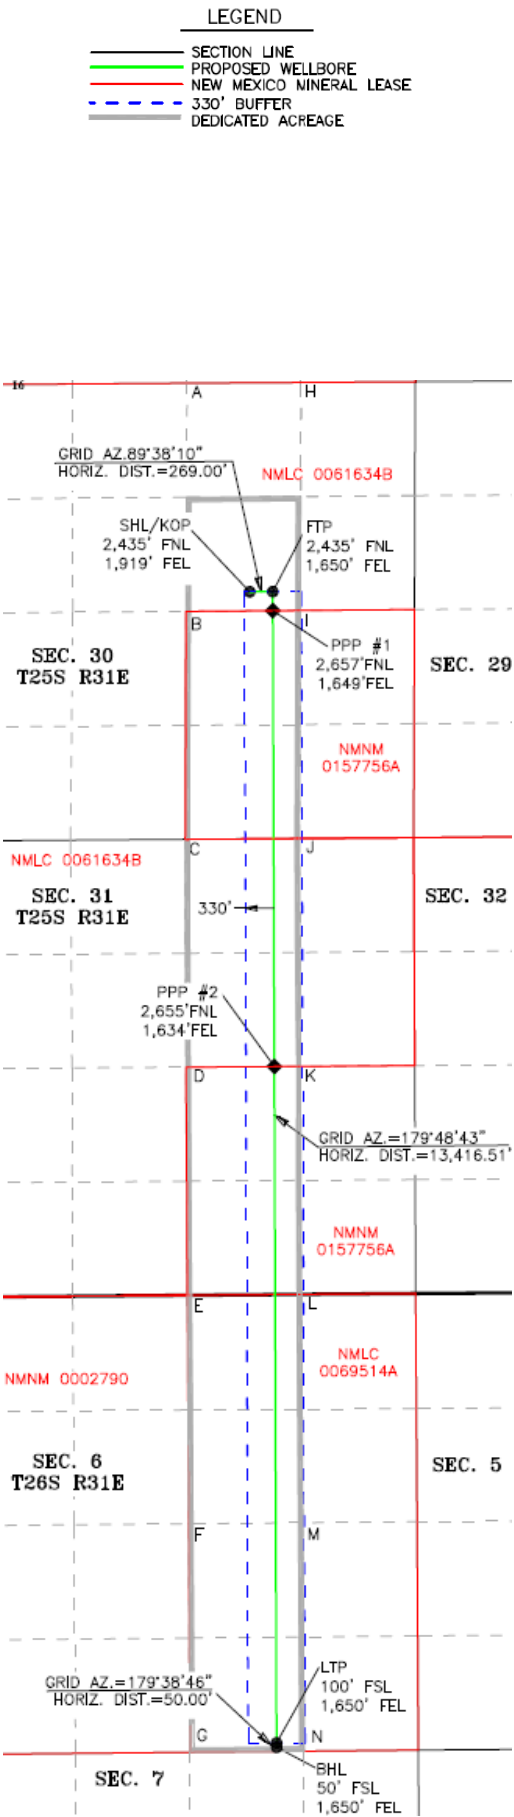 LEGEND
SECTION LINE
PROPOSED WELLBORE
NEW MEXICO MINERAL LEASE
330' BUFFER
DEDICATED ACREAGE
16
A
H
GRID AZ.89°38'10"
HORIZ. DIST.=269.00'
NMLC 0061634B
SHL/KOP
2,435' FNL
1,919' FEL
FTP
2,435' FNL
1,650' FEL
B
I
SEC. 30
T25S R31E
PPP #1
2,657'FNL
1,649'FEL
SEC. 29
NMNM
0157756A
C
J
NMLC 0061634B
SEC. 31
T25S R31E
SEC. 32
330'
PPP #2
2,655'FNL
1,634'FEL
D
K
GRID AZ.=179°48'43"
HORIZ. DIST.=13,416.51'
NMNM
0157756A
E
L
NMLC
0069514A
NMNM 0002790
SEC. 6
T26S R31E
SEC. 5
F
M
LTP
100' FSL
1,650' FEL
GRID AZ.=179°38'46"
HORIZ. DIST.=50.00'
G
N
SEC. 7
BHL
50' FSL
1,650' FEL